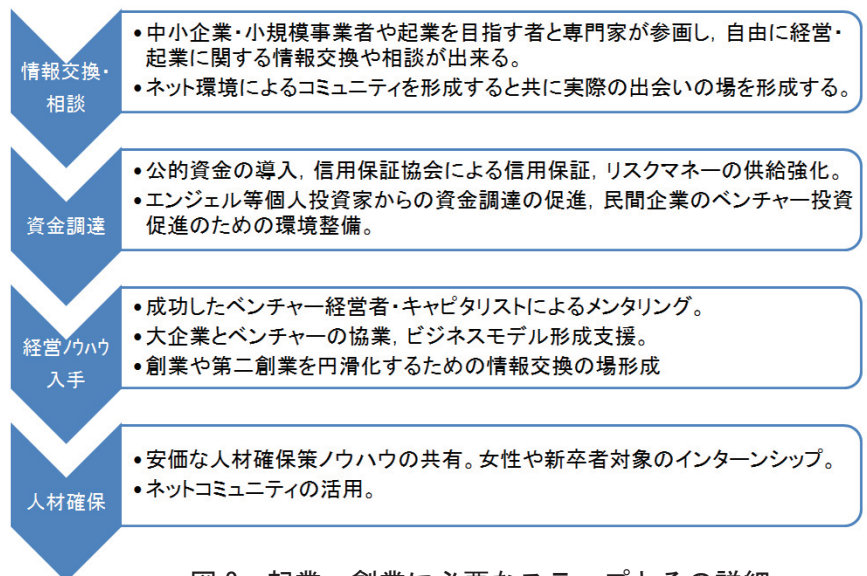 情報交換・
相談
•中小企業・小規模事業者や起業を目指す者と専門家が参画し，自由に経営・
起業に関する情報交換や相談が出来る。
•ネット環境によるコミュニティを形成すると共に実際の出会いの場を形成する。
資金調達
•公的資金の導入，信用保証協会による信用保証，リスクマネーの供給強化。
•エンジェル等個人投資家からの資金調達の促進，民間企業のベンチャー投資
促進のための環境整備。
経営ノウハウ
入手
•成功したベンチャー経営者・キャピタリストによるメンタリング。
•大企業とベンチャーの協業，ビジネスモデル形成支援。
•創業や第二創業を円滑化するための情報交換の場形成
人材確保
•安価な人材確保策ノウハウの共有。女性や新卒者対象のインターンシップ。
•ネットコミュニティの活用。